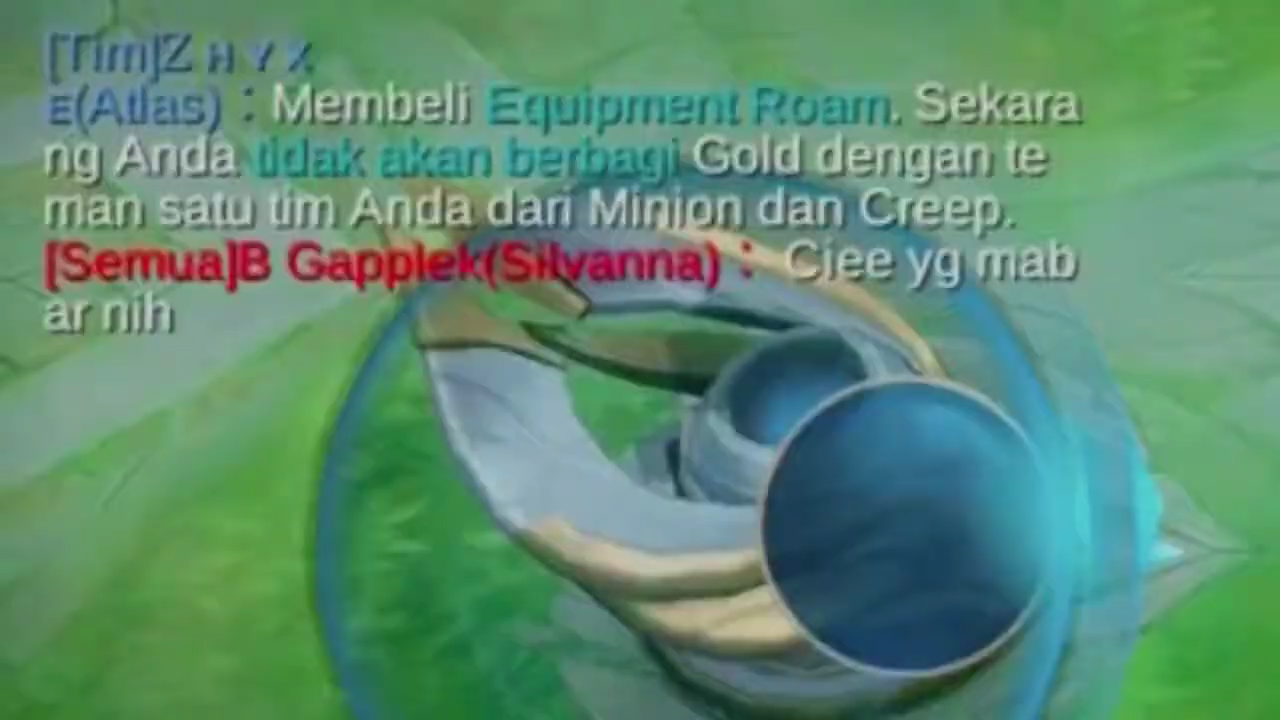 [Tim]Z ʜ ʏ x
ᴇ(Atlas) : Membeli Equipment Roam. Sekara
ng Anda tidak akan berbagi Gold dengan te
man satu tim Anda dari Minion dan Creep.
[Semua]B Gapplek(Silvanna) : Ciee yg mab
ar nih